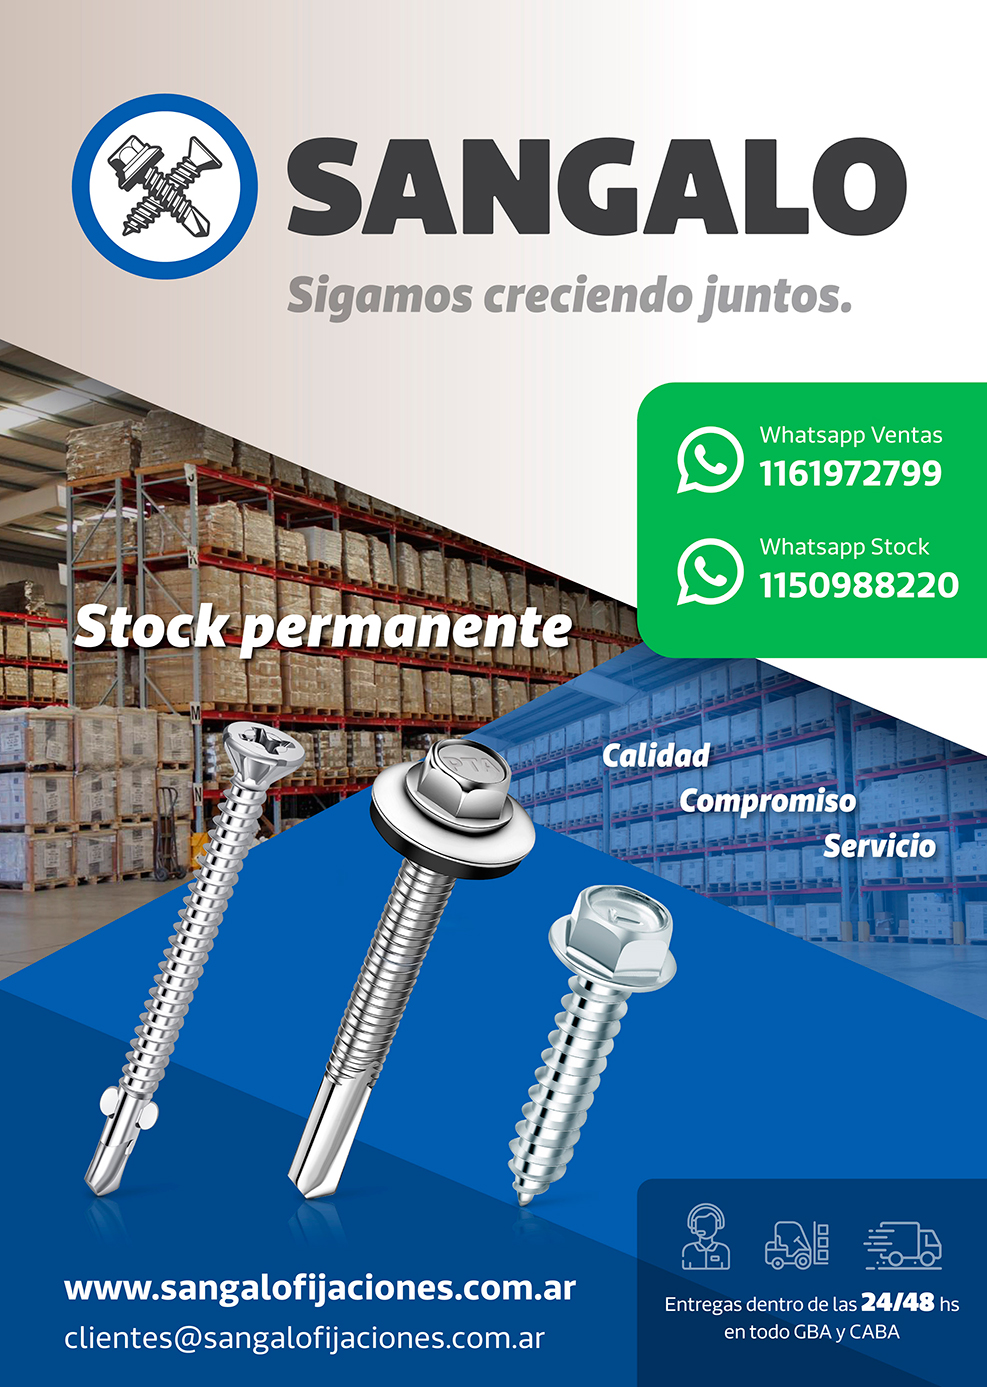 SANGALO
Sigamos creciendo juntos.
Whatsapp Ventas
1161972799
Whatsapp Stock
1150988220
Stock permanente
J
K
M
N
Calidad
Compromiso
Servicio
PTA
www.sangalofijaciones.com.ar
clientes@sangalofijaciones.com.ar
Entregas dentro de las 24/48 hs
en todo GBA y CABA